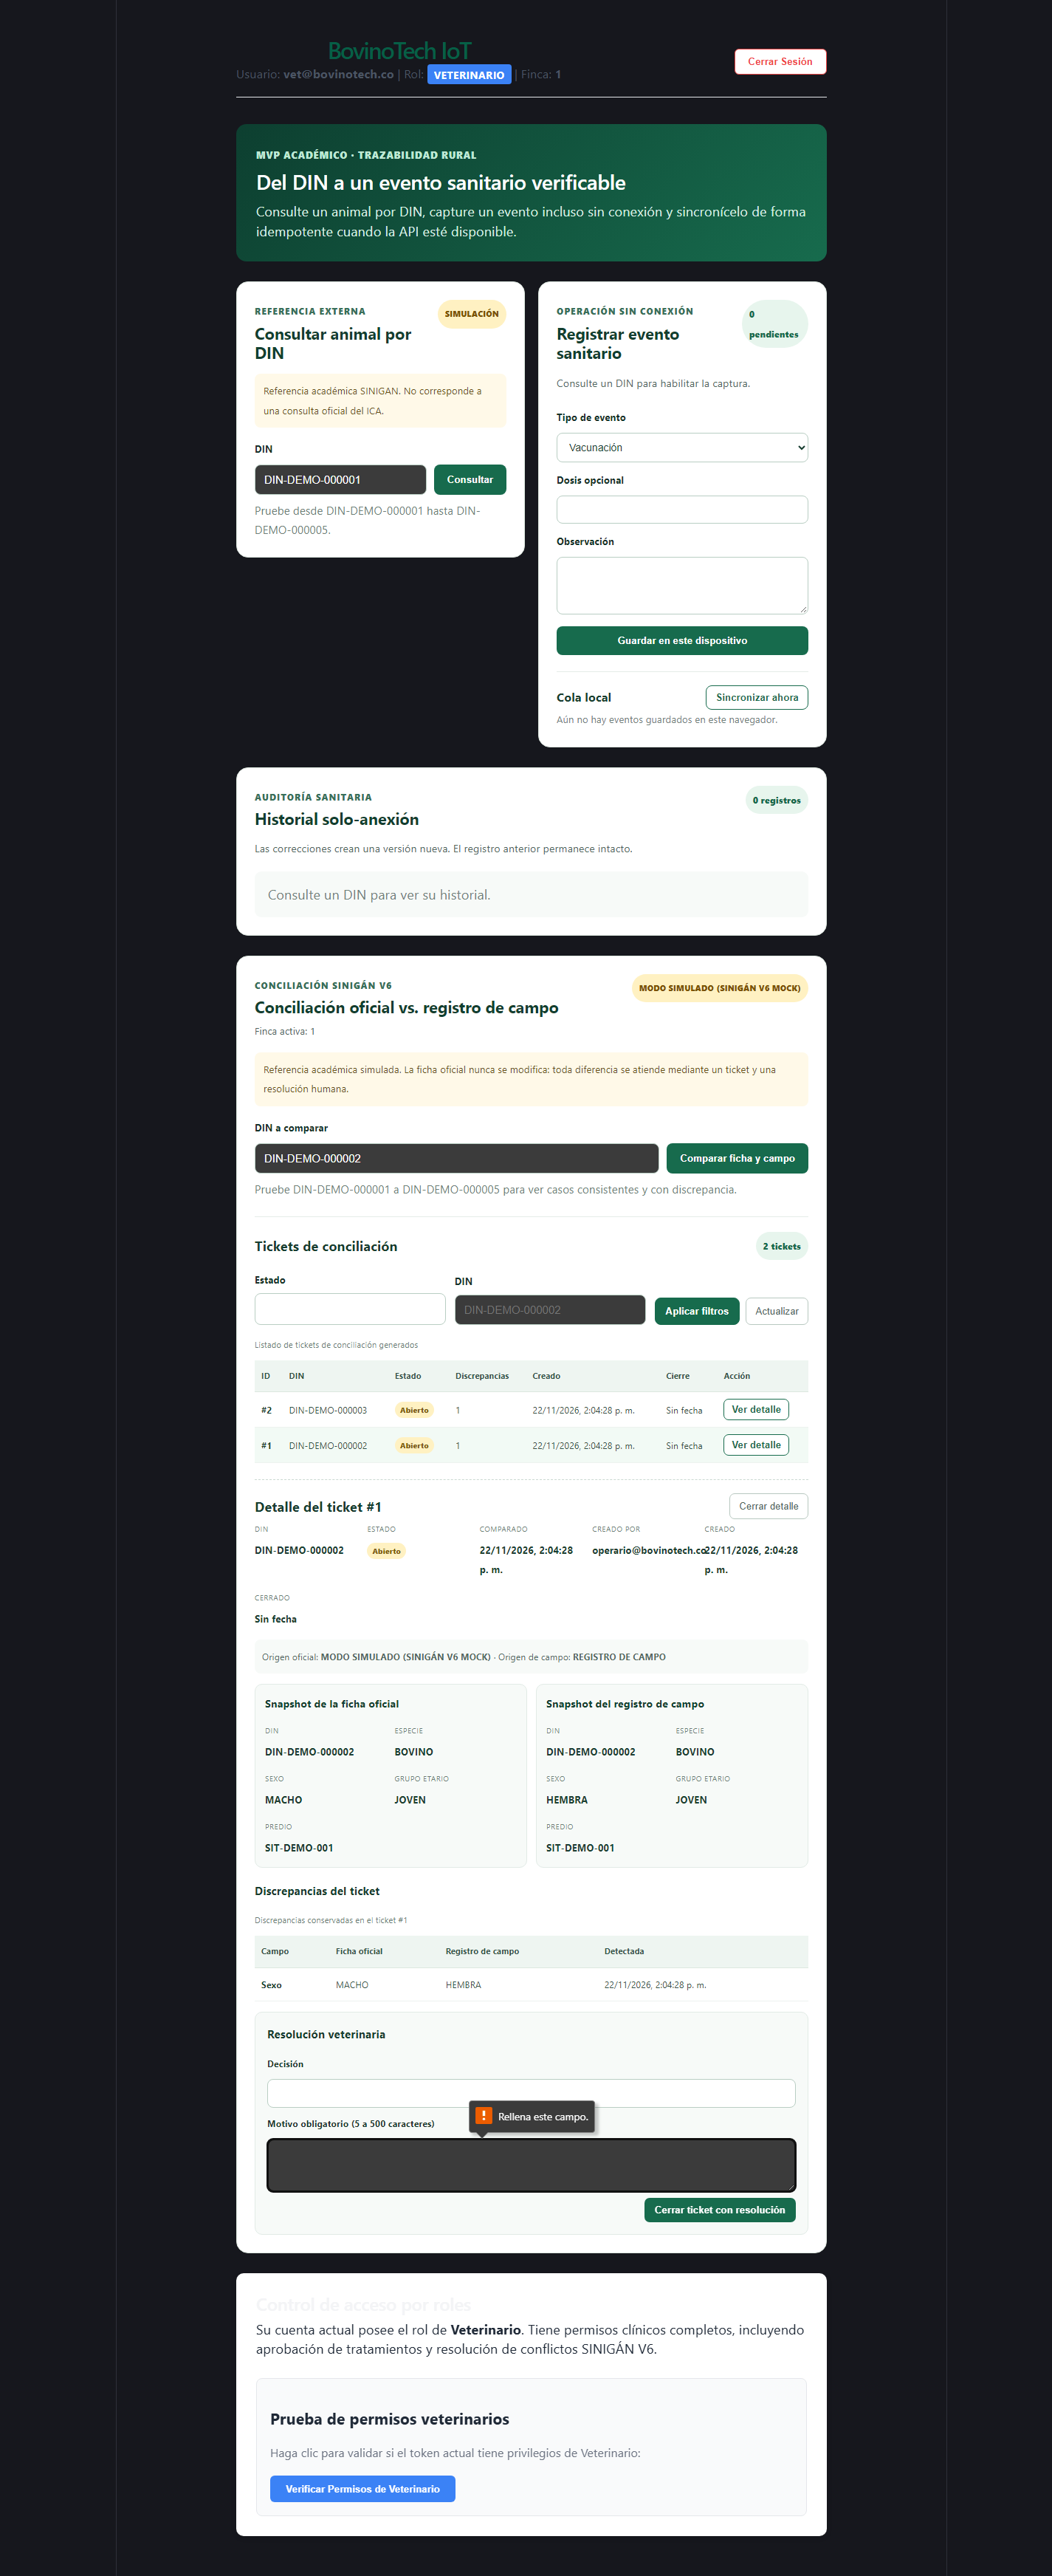 BovinoTech IoT
Usuario: vet@bovinotech.co | Rol: VETERINARIO | Finca: 1
Cerrar Sesión
MVP ACADÉMICO · TRAZABILIDAD RURAL
Del DIN a un evento sanitario verificable
Consulte un animal por DIN, capture un evento incluso sin conexión y sincronícelo de forma
idempotente cuando la API esté disponible.
REFERENCIA EXTERNA
SIMULACIÓN
Consultar animal por
DIN
Referencia académica SINIGAN. No corresponde a
una consulta oficial del ICA.
DIN
DIN-DEMO-000001
Consultar
Pruebe desde DIN-DEMO-000001 hasta DIN-
DEMO-000005.
OPERACIÓN SIN CONEXIÓN
0
pendientes
Registrar evento
sanitario
Consulte un DIN para habilitar la captura.
Tipo de evento
Vacunación
Dosis opcional
Observación
Guardar en este dispositivo
Cola local
Sincronizar ahora
Aún no hay eventos guardados en este navegador.
AUDITORÍA SANITARIA
0 registros
Historial solo-anexión
Las correcciones crean una versión nueva. El registro anterior permanece intacto.
Consulte un DIN para ver su historial.
CONCILIACIÓN SINIGÁN V6
MODO SIMULADO (SINIGÁN V6 MOCK)
Conciliación oficial vs. registro de campo
Finca activa: 1
Referencia académica simulada. La ficha oficial nunca se modifica: toda diferencia se atiende mediante un ticket y una
resolución humana.
DIN a comparar
DIN-DEMO-000002
Comparar ficha y campo
Pruebe DIN-DEMO-000001 a DIN-DEMO-000005 para ver casos consistentes y con discrepancia.
Tickets de conciliación
2 tickets
Estado
DIN
DIN-DEMO-000002
Aplicar filtros
Actualizar
Listado de tickets de conciliación generados
ID DIN Estado Discrepancias Creado Cierre Acción
#2 DIN-DEMO-000003 Abierto 1 22/11/2026, 2:04:28 p. m. Sin fecha Ver detalle
#1 DIN-DEMO-000002 Abierto 1 22/11/2026, 2:04:28 p. m. Sin fecha Ver detalle
Detalle del ticket #1
Cerrar detalle
DIN ESTADO COMPARADO CREADO POR CREADO
DIN-DEMO-000002 Abierto 22/11/2026, 2:04:28 operario@bovinotech.co 22/11/2026, 2:04:28
p. m. p. m.
CERRADO
Sin fecha
Origen oficial: MODO SIMULADO (SINIGÁN V6 MOCK) · Origen de campo: REGISTRO DE CAMPO
Snapshot de la ficha oficial
DIN ESPECIE
DIN-DEMO-000002 BOVINO
SEXO GRUPO ETARIO
MACHO JOVEN
PREDIO
SIT-DEMO-001
Snapshot del registro de campo
DIN ESPECIE
DIN-DEMO-000002 BOVINO
SEXO GRUPO ETARIO
HEMBRA JOVEN
PREDIO
SIT-DEMO-001
Discrepancias del ticket
Discrepancias conservadas en el ticket #1
Campo Ficha oficial Registro de campo Detectada
Sexo MACHO HEMBRA 22/11/2026, 2:04:28 p. m.
Resolución veterinaria
Decisión
! Rellena este campo.
Motivo obligatorio (5 a 500 caracteres)
Cerrar ticket con resolución
Control de acceso por roles
Su cuenta actual posee el rol de Veterinario. Tiene permisos clínicos completos, incluyendo
aprobación de tratamientos y resolución de conflictos SINIGÁN V6.
Prueba de permisos veterinarios
Haga clic para validar si el token actual tiene privilegios de Veterinario:
Verificar Permisos de Veterinario